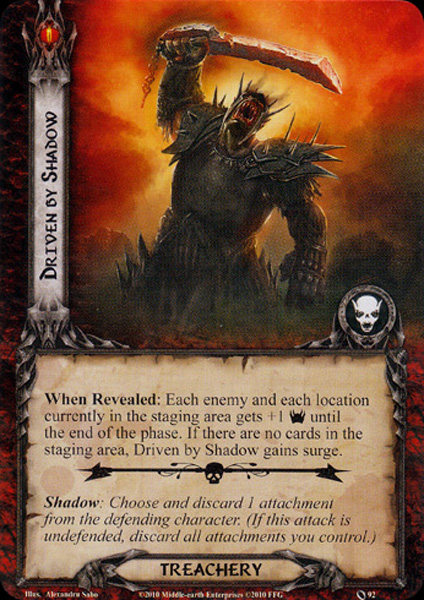 DRIVEN BY SHADOW
When Revealed: Each enemy and each location
currently in the staging area gets +1 until
the end of the phase. If there are no cards in the
staging area, Driven by Shadow gains surge.
Shadow: Choose and discard 1 attachment
from the defending character. (If this attack is
undefended, discard all attachments you control.)
TREACHERY
Illus. Alexandru Sabo ©2010 Middle-earth Enterprises ©2010 FFG 92